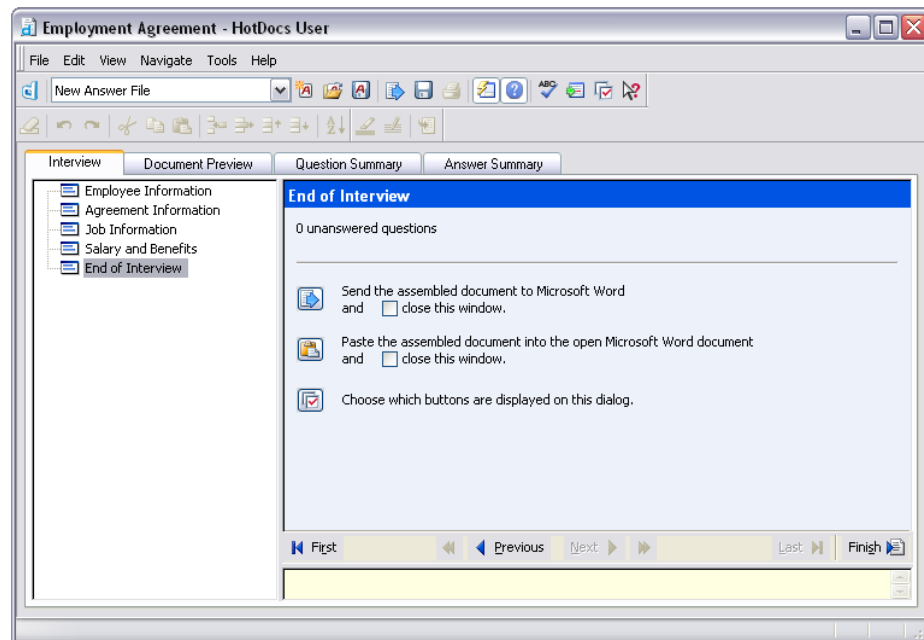 Employment Agreement - HotDocs User
File Edit View Navigate Tools Help
New Answer File
ABC
Interview Document Preview Question Summary Answer Summary
Employee Information
Agreement Information
Job Information
Salary and Benefits
End of Interview
End of Interview
0 unanswered questions
Send the assembled document to Microsoft Word
and close this window.
Paste the assembled document into the open Microsoft Word document
and close this window.
Choose which buttons are displayed on this dialog.
First Previous Next Last Finish